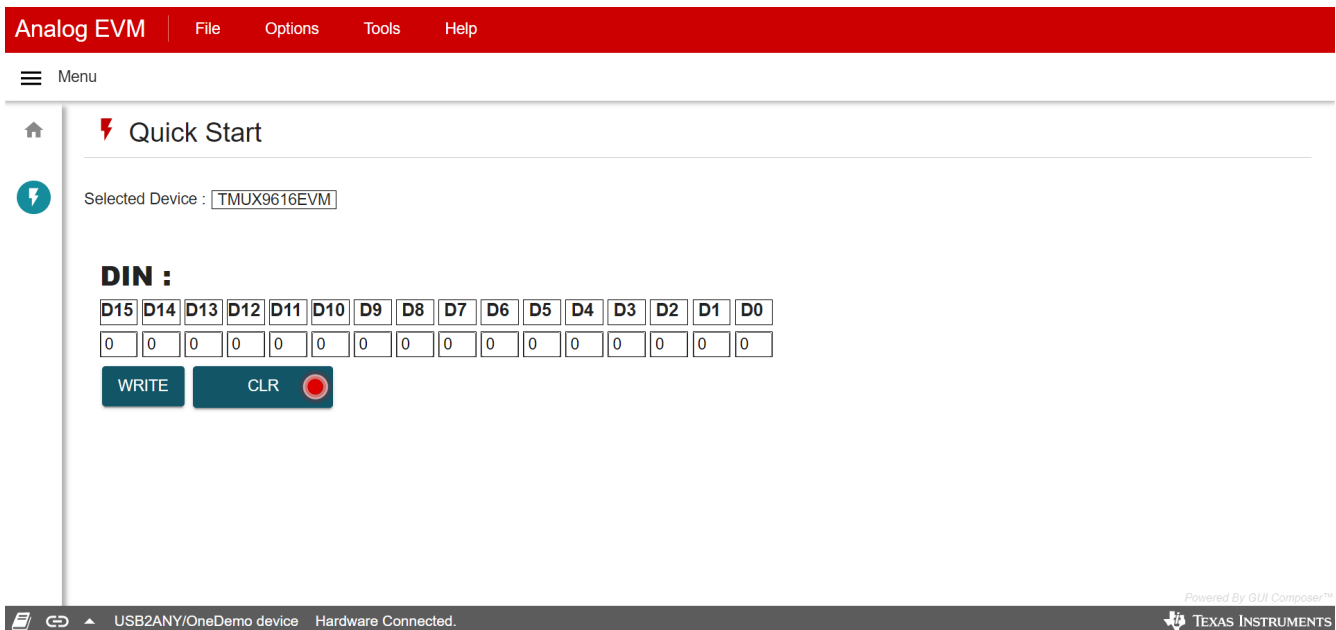 Analog EVM File Options Tools Help
Menu
Quick Start
Selected Device : TMUX9616EVM
DIN :
D15 D14 D13 D12 D11 D10 D9 D8 D7 D6 D5 D4 D3 D2 D1 D0
0 0 0 0 0 0 0 0 0 0 0 0 0 0 0 0
WRITE CLR
Powered By GUI Composer™
USB2ANY/OneDemo device Hardware Connected. TEXAS INSTRUMENTS